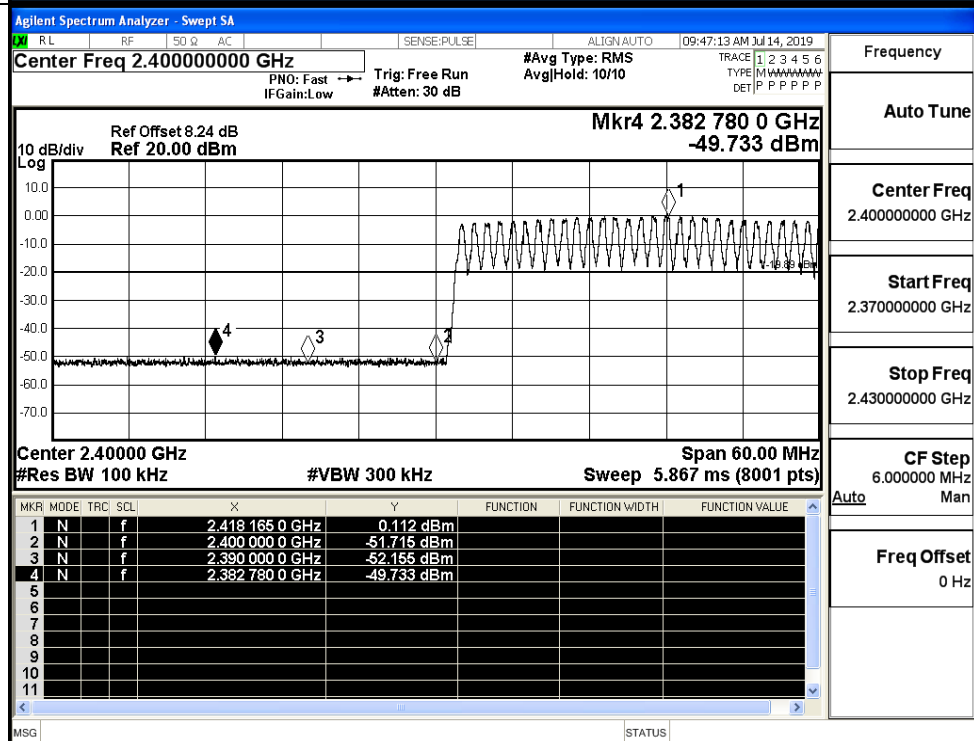 Agilent Spectrum Analyzer - Swept SA
LXI RL RF 50 Ω AC SENSE:PULSE ALIGN AUTO 09:47:13 AM Jul 14, 2019
Center Freq 2.400000000 GHz
PNO: Fast
IFGain:Low
Trig: Free Run
#Atten: 30 dB
#Avg Type: RMS
Avg|Hold: 10/10
TRACE 1 2 3 4 5 6
TYPE M W W W W W
DET P P P P P P
Frequency
Auto Tune
Center Freq
2.400000000 GHz
Start Freq
2.370000000 GHz
Stop Freq
2.430000000 GHz
CF Step
6.000000 MHz
Auto Man
Freq Offset
0 Hz
Mkr4 2.382 780 0 GHz
-49.733 dBm
Ref Offset 8.24 dB
10 dB/div Ref 20.00 dBm
Log
10.0
0.00
-10.0
-20.0
-30.0
-40.0
-50.0
-60.0
-70.0
1
2
3
4
-19.89 dBm
Center 2.40000 GHz Span 60.00 MHz
#Res BW 100 kHz #VBW 300 kHz Sweep 5.867 ms (8001 pts)
MKR MODE TRC SCL X Y FUNCTION FUNCTION WIDTH FUNCTION VALUE
1 N f 2.418 165 0 GHz 0.112 dBm
2 N f 2.400 000 0 GHz -51.715 dBm
3 N f 2.390 000 0 GHz -52.155 dBm
4 N f 2.382 780 0 GHz -49.733 dBm
5
6
7
8
9
10
11
MSG STATUS